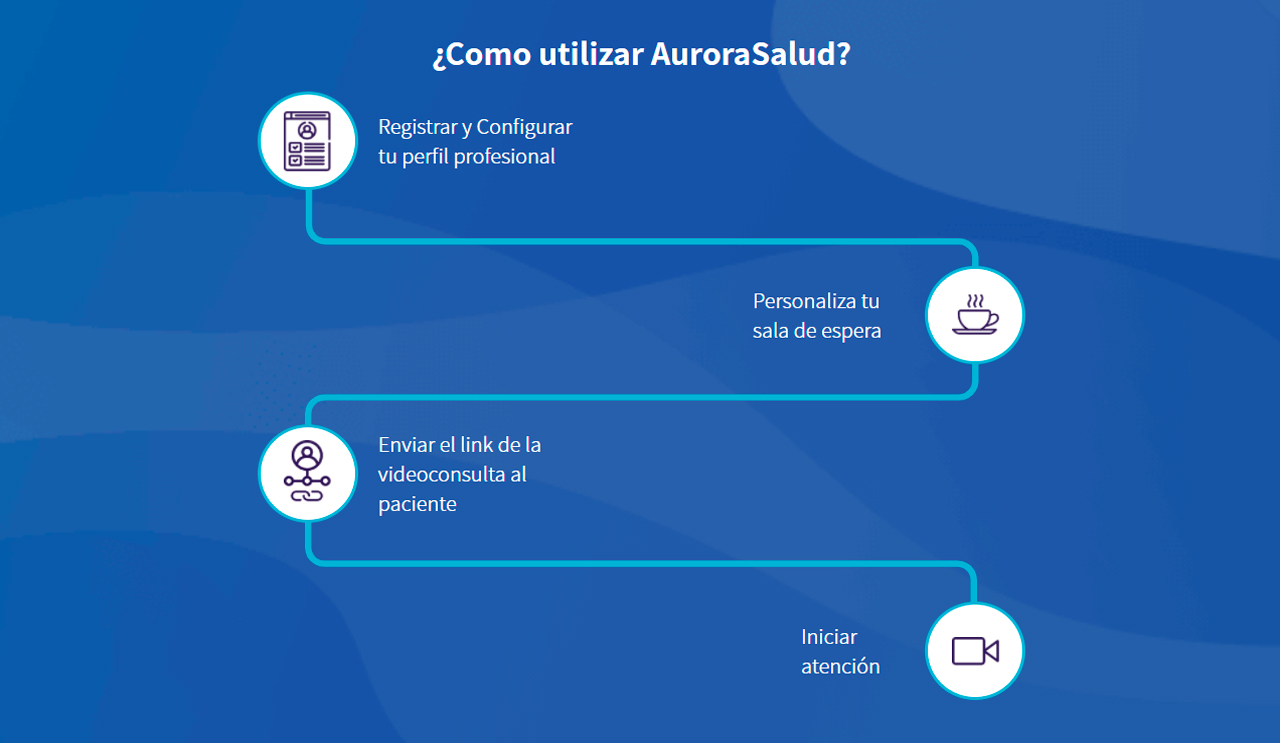 ¿Como utilizar AuroraSalud?
Registrar y Configurar
tu perfil profesional
Personaliza tu
sala de espera
Enviar el link de la
videoconsulta al
paciente
Iniciar
atención